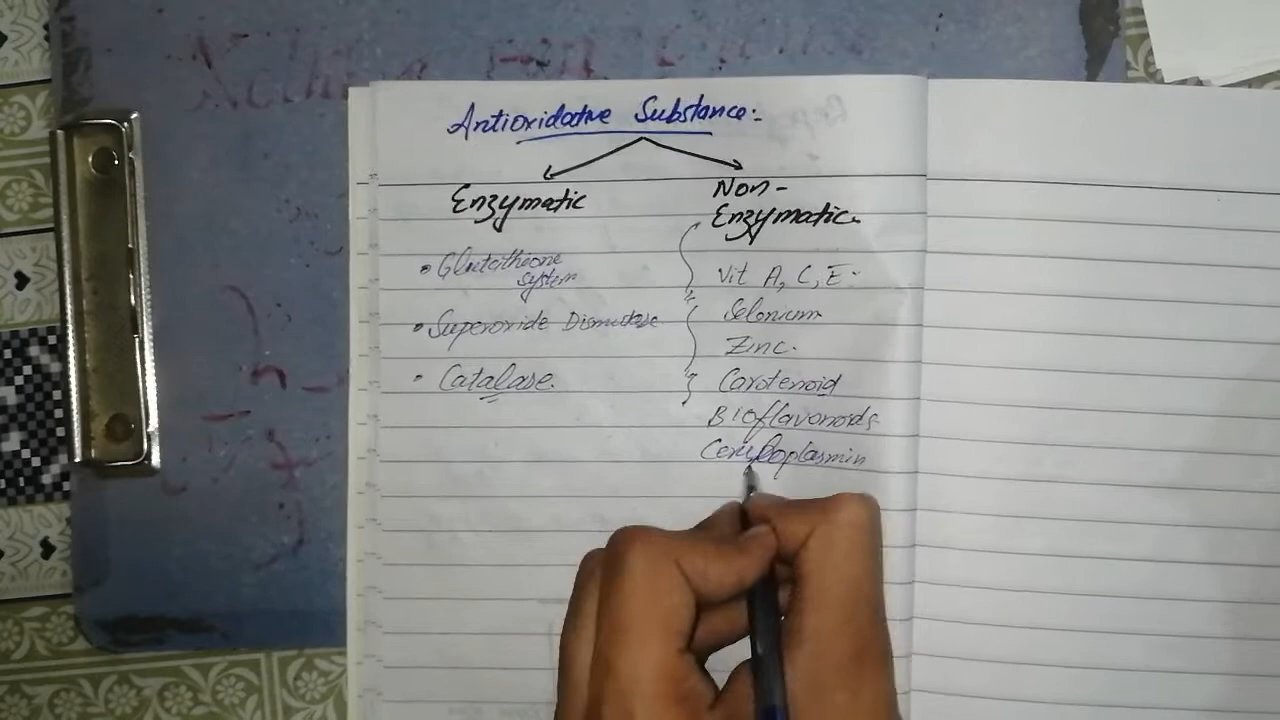 Antioxidative Substance:-
Enzymatic
Non-
Enzymatic.
• Glutathione
system
• Superoxide Dismutase
• Catalase.
Vit A, C, E.
Selenium
Zinc.
Carotenoid
Bioflavonoids
Ceruloplasmin